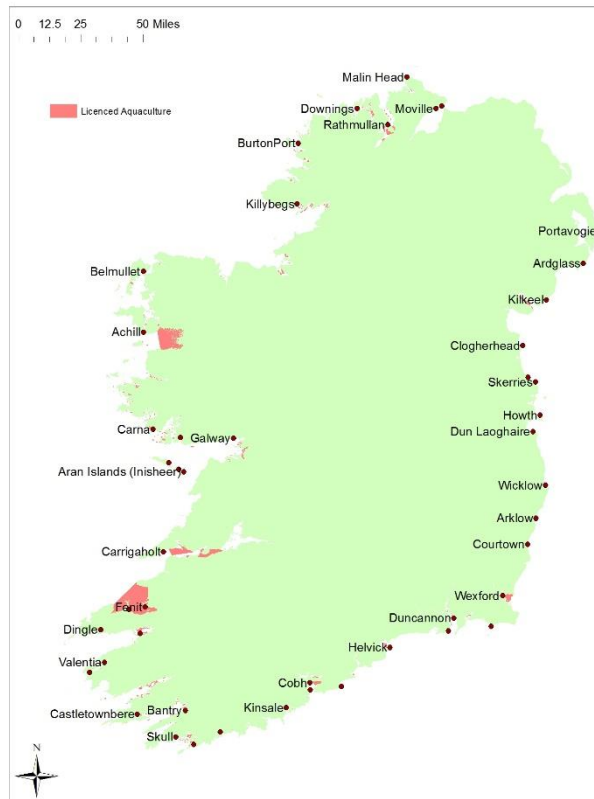 0 12.5 25 50 Miles
Malin Head
Licenced Aquaculture
Downings
Moville
Rathmullan
BurtonPort
Killybegs
Portavogie
Ardglass
Belmullet
Kilkeel
Achill
Clogherhead
Skerries
Howth
Carna
Galway
Dun Laoghaire
Aran Islands (Inisheer)
Wicklow
Arklow
Courtown
Carrigaholt
Wexford
Fenit
Duncannon
Dingle
Helvick
Valentia
Cobh
Kinsale
Bantry
Castletownbere
Skull
N